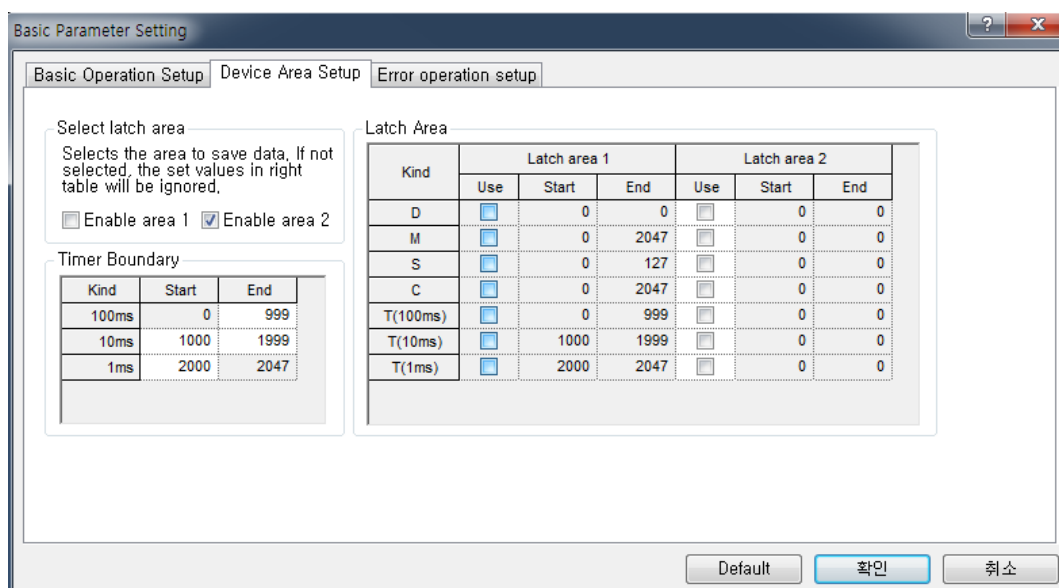 Basic Parameter Setting
?
X
Basic Operation Setup Device Area Setup Error operation setup
Select latch area
Selects the area to save data, If not
selected, the set values in right
table will be ignored,
Enable area 1 Enable area 2
Timer Boundary
Kind Start End
100ms 0 999
10ms 1000 1999
1ms 2000 2047
Latch Area
Kind Latch area 1 Latch area 2
Use Start End Use Start End
D 0 0 0 0
M 0 2047 0 0
S 0 127 0 0
C 0 2047 0 0
T(100ms) 0 999 0 0
T(10ms) 1000 1999 0 0
T(1ms) 2000 2047 0 0
Default 확인 취소